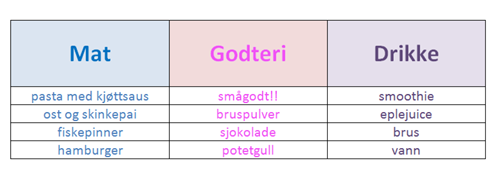 Mat Godteri Drikke
pasta med kjøttsaus smågodt!! smoothie
ost og skinkepai bruspulver eplejuice
fiskepinner sjokolade brus
hamburger potetgull vann